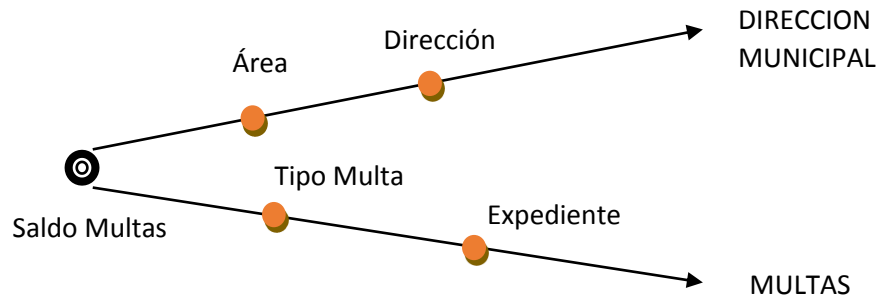 DIRECCION
MUNICIPAL
Dirección
Área
Tipo Multa
Saldo Multas
Expediente
MULTAS